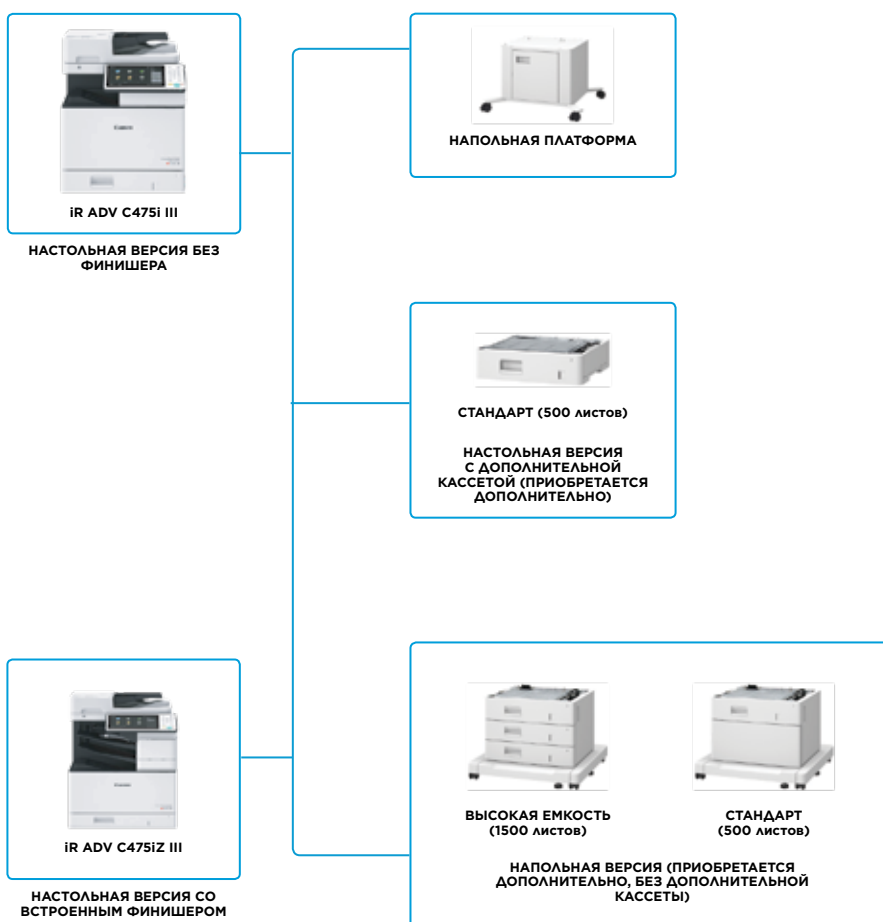 iR ADV C475i III
НАСТОЛЬНАЯ ВЕРСИЯ БЕЗ
ФИНИШЕРА
НАПОЛЬНАЯ ПЛАТФОРМА
СТАНДАРТ (500 листов)
НАСТОЛЬНАЯ ВЕРСИЯ
С ДОПОЛНИТЕЛЬНОЙ
КАССЕТОЙ (ПРИОБРЕТАЕТСЯ
ДОПОЛНИТЕЛЬНО)
iR ADV C475iZ III
НАСТОЛЬНАЯ ВЕРСИЯ СО
ВСТРОЕННЫМ ФИНИШЕРОМ
ВЫСОКАЯ ЕМКОСТЬ
(1500 листов)
СТАНДАРТ
(500 листов)
НАПОЛЬНАЯ ВЕРСИЯ (ПРИОБРЕТАЕТСЯ
ДОПОЛНИТЕЛЬНО, БЕЗ ДОПОЛНИТЕЛЬНОЙ
КАССЕТЫ)